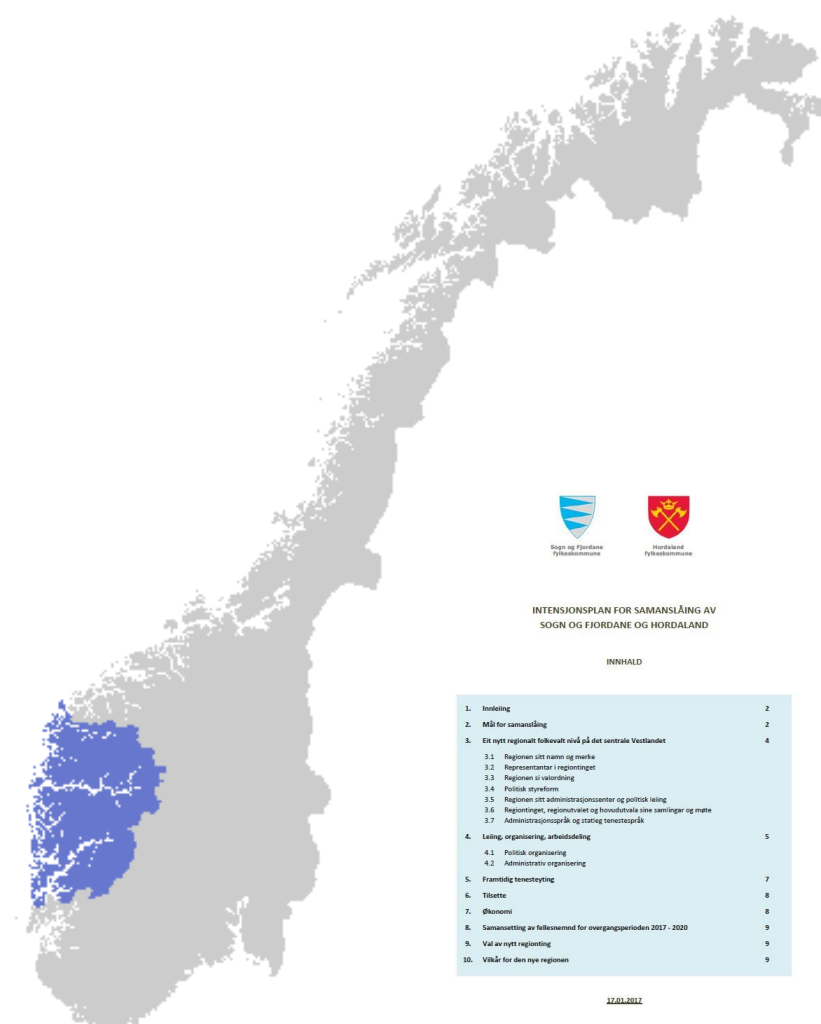 Sogn og Fjordane
fylkeskommune
Hordaland
fylkeskommune
INTENSJONSPLAN FOR SAMANSLÅING AV
SOGN OG FJORDANE OG HORDALAND
INNHALD
1. Innleiing 2
2. Mål for samanslåing 2
3. Eit nytt regionalt folkevalt nivå på det sentrale Vestlandet 4
3.1 Regionen sitt namn og merke
3.2 Representantar i regiontinget
3.3 Regionen si valordning
3.4 Politisk styreform
3.5 Regionen sitt administrasjonssenter og politisk leiing
3.6 Regiontinget, regionutvalet og hovudutvala sine samlingar og møte
3.7 Administrasjonsspråk og statleg tenestespråk
4. Leiing, organisering, arbeidsdeling 5
4.1 Politisk organisering
4.2 Administrativ organisering
5. Framtidig tenesteyting 7
6. Tilsette 8
7. Økonomi 8
8. Samansetting av fellesnemnd for overgangsperioden 2017 - 2020 9
9. Val av nytt regionting 9
10. Vilkår for den nye regionen 9
17.01.2017